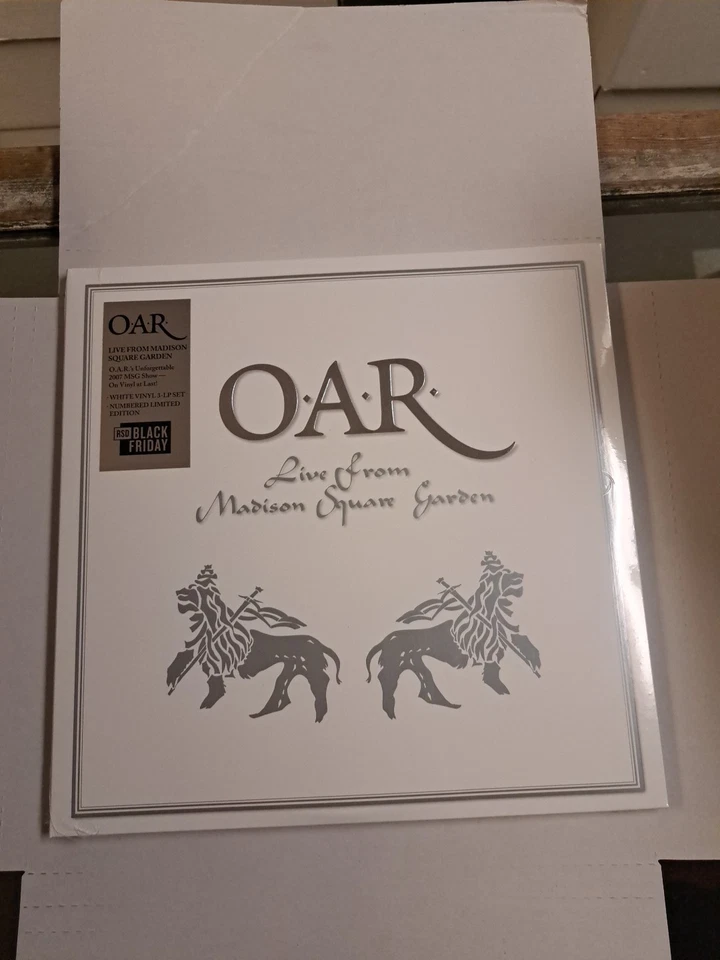 O·A·R·
LIVE FROM MADISON
SQUARE GARDEN
O.A.R.'s Unforgettable
2007 MSG Show —
On Vinyl at Last!
· WHITE VINYL 4-LP SET
· NUMBERED LIMITED
EDITION
RSD BLACK
FRIDAY
O·A·R·
Live From
Madison Square Garden